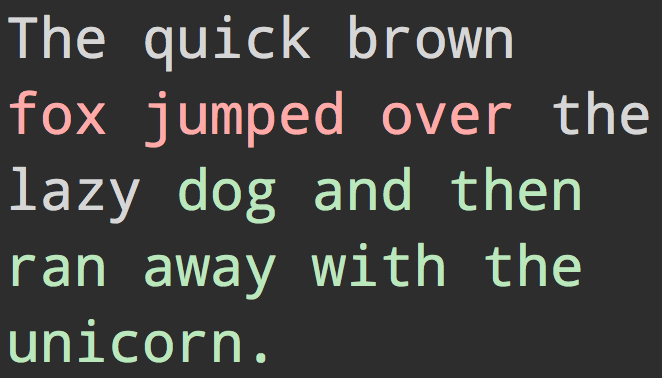 The quick brown
fox jumped over the
lazy dog and then
ran away with the
unicorn.